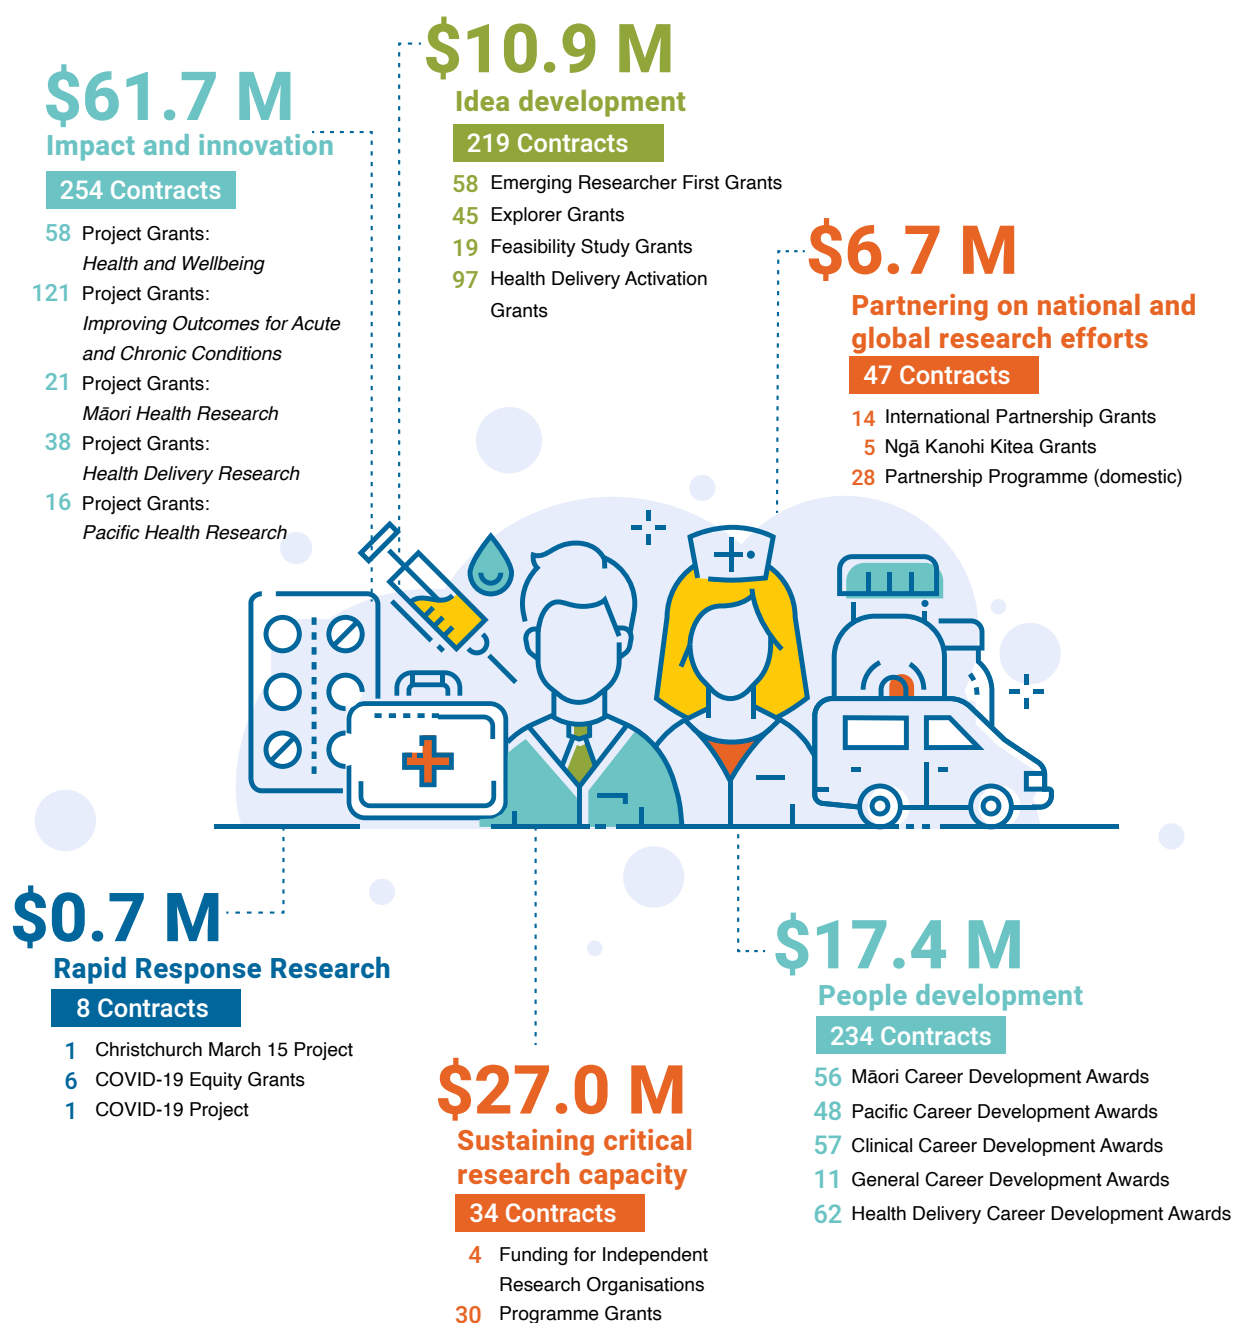 $61.7 M
Impact and innovation
254 Contracts
58 Project Grants:
Health and Wellbeing
121 Project Grants:
Improving Outcomes for Acute
and Chronic Conditions
21 Project Grants:
Māori Health Research
38 Project Grants:
Health Delivery Research
16 Project Grants:
Pacific Health Research
$10.9 M
Idea development
219 Contracts
58 Emerging Researcher First Grants
45 Explorer Grants
19 Feasibility Study Grants
97 Health Delivery Activation
Grants
$6.7 M
Partnering on national and
global research efforts
47 Contracts
14 International Partnership Grants
5 Ngā Kanohi Kitea Grants
28 Partnership Programme (domestic)
$0.7 M
Rapid Response Research
8 Contracts
1 Christchurch March 15 Project
6 COVID-19 Equity Grants
1 COVID-19 Project
$27.0 M
Sustaining critical
research capacity
34 Contracts
4 Funding for Independent
Research Organisations
30 Programme Grants
$17.4 M
People development
234 Contracts
56 Māori Career Development Awards
48 Pacific Career Development Awards
57 Clinical Career Development Awards
11 General Career Development Awards
62 Health Delivery Career Development Awards